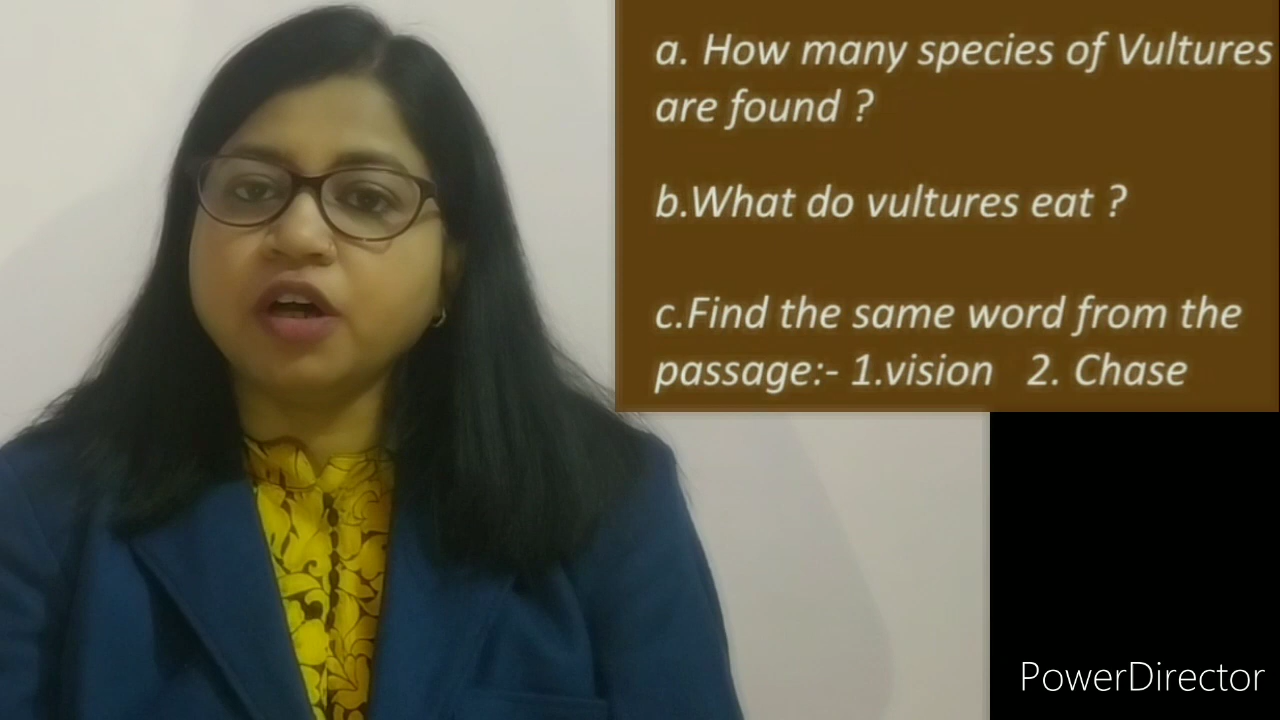 a. How many species of Vultures
are found ?
b.What do vultures eat ?
c.Find the same word from the
passage:- 1.vision 2. Chase
PowerDirector